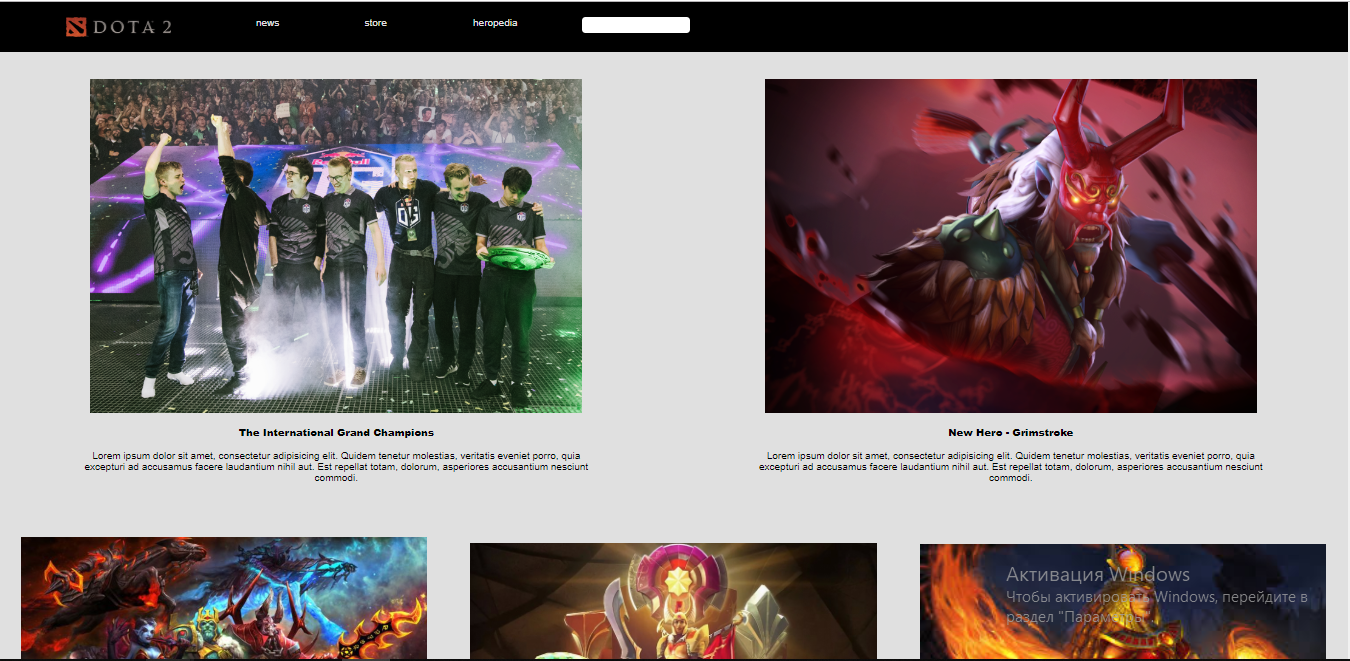 DOTA 2
news
store
heropedia
OG
The International Grand Champions
Lorem ipsum dolor sit amet, consectetur adipisicing elit. Quidem tenetur molestias, veritatis eveniet porro, quia
excepturi ad accusamus facere laudantium nihil aut. Est repellat totam, dolorum, asperiores accusantium nesciunt
commodi.
New Hero - Grimstroke
Lorem ipsum dolor sit amet, consectetur adipisicing elit. Quidem tenetur molestias, veritatis eveniet porro, quia
excepturi ad accusamus facere laudantium nihil aut. Est repellat totam, dolorum, asperiores accusantium nesciunt
commodi.
Активация Windows
Чтобы активировать Windows, перейдите в
раздел "Параметры".